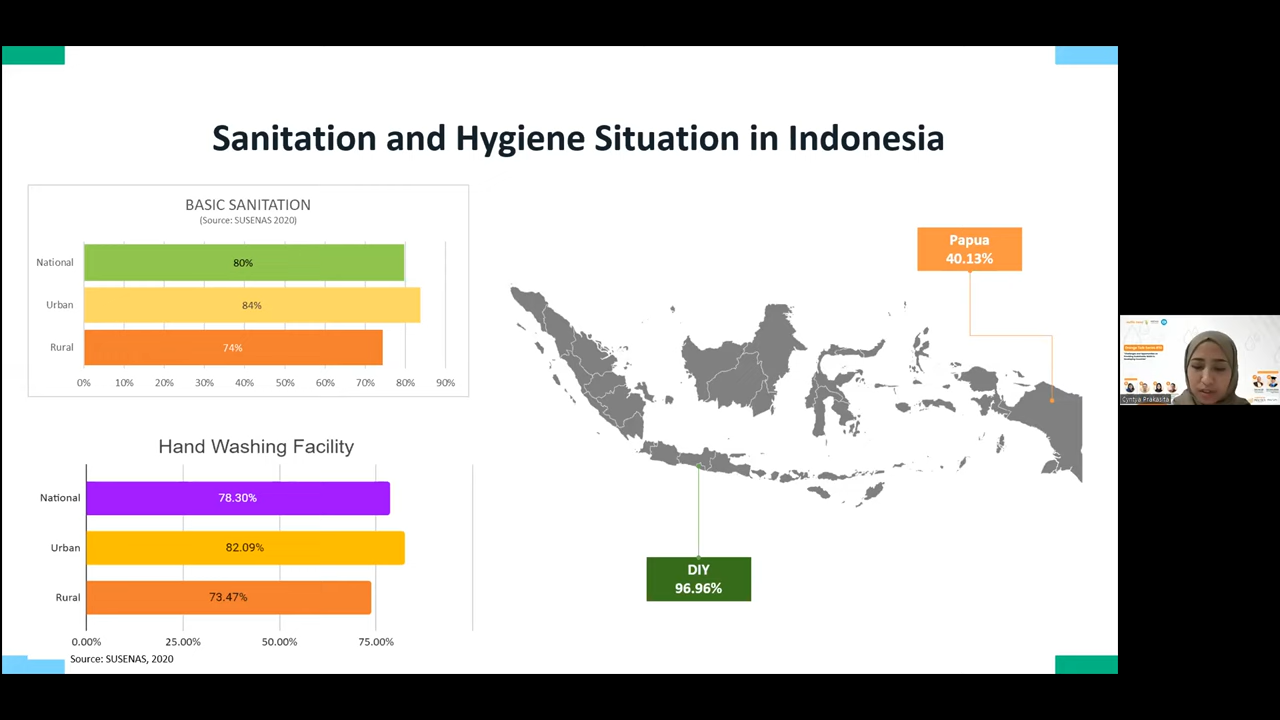 Sanitation and Hygiene Situation in Indonesia
BASIC SANITATION
(Source: SUSENAS 2020)
National
80%
Urban
84%
Rural
74%
0% 10% 20% 30% 40% 50% 60% 70% 80% 90%
Hand Washing Facility
National
78.30%
Urban
82.09%
Rural
73.47%
0.00% 25.00% 50.00% 75.00%
Source: SUSENAS, 2020
Papua
40.13%
DIY
96.96%
Cyntya Prakasita